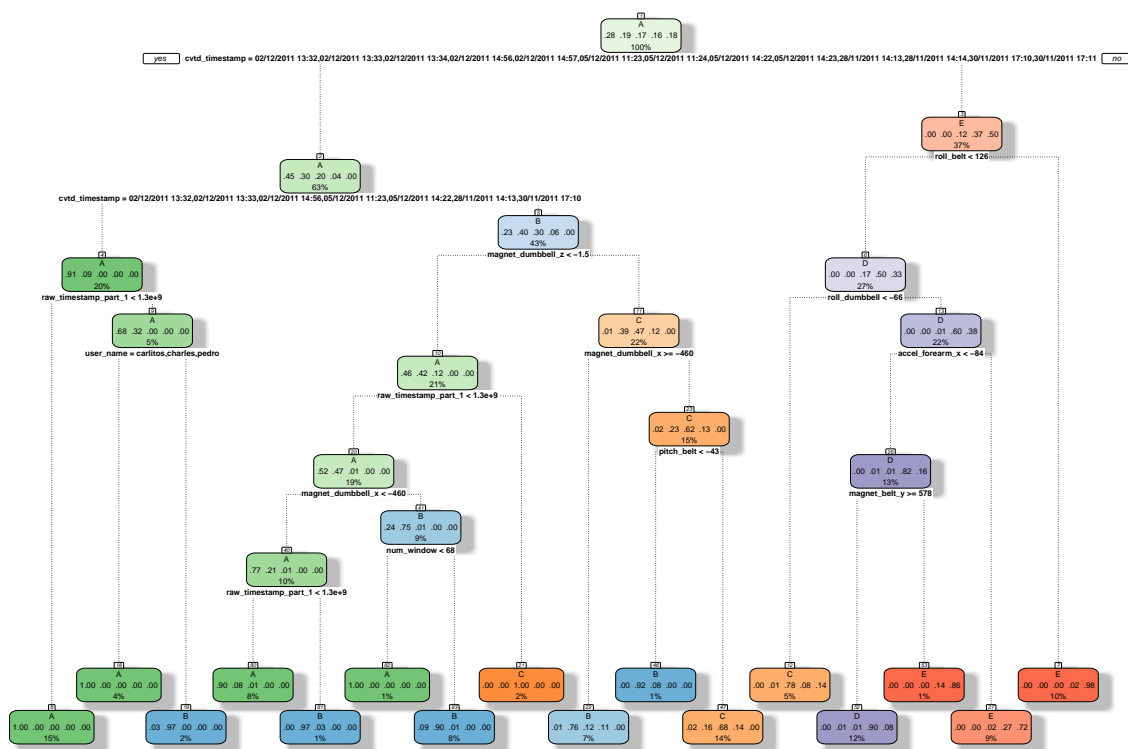 1
A
.28 .19 .17 .16 .18
100%
yes cvtd_timestamp = 02/12/2011 13:32,02/12/2011 13:33,02/12/2011 13:34,02/12/2011 14:56,02/12/2011 14:57,05/12/2011 11:23,05/12/2011 11:24,05/12/2011 14:22,05/12/2011 14:23,28/11/2011 14:13,28/11/2011 14:14,30/11/2011 17:10,30/11/2011 17:11 no
3
E
.00 .00 .12 .37 .50
37%
roll_belt < 126
2
A
.45 .30 .20 .04 .00
63%
cvtd_timestamp = 02/12/2011 13:32,02/12/2011 13:33,02/12/2011 14:56,05/12/2011 11:23,05/12/2011 14:22,28/11/2011 14:13,30/11/2011 17:10
5
B
.23 .40 .30 .06 .00
43%
magnet_dumbbell_z < −1.5
4
A
.91 .09 .00 .00 .00
20%
raw_timestamp_part_1 < 1.3e+9
6
D
.00 .00 .17 .50 .33
27%
roll_dumbbell < −66
9
A
.68 .32 .00 .00 .00
5%
user_name = carlitos,charles,pedro
11
C
.01 .39 .47 .12 .00
22%
magnet_dumbbell_x >= −460
13
D
.00 .00 .01 .60 .38
22%
accel_forearm_x < −84
10
A
.46 .42 .12 .00 .00
21%
raw_timestamp_part_1 < 1.3e+9
23
C
.02 .23 .62 .13 .00
15%
pitch_belt < −43
20
A
.52 .47 .01 .00 .00
19%
magnet_dumbbell_x < −460
26
D
.00 .01 .01 .82 .16
13%
magnet_belt_y >= 578
41
B
.24 .75 .01 .00 .00
9%
num_window < 68
40
A
.77 .21 .01 .00 .00
10%
raw_timestamp_part_1 < 1.3e+9
18
A
1.00 .00 .00 .00 .00
4%
80
A
.90 .08 .01 .00 .00
8%
82
A
1.00 .00 .00 .00 .00
1%
21
C
.00 .00 1.00 .00 .00
2%
46
B
.00 .92 .08 .00 .00
1%
12
C
.00 .01 .78 .08 .14
5%
53
E
.00 .00 .00 .14 .86
1%
7
E
.00 .00 .00 .02 .98
10%
8
A
1.00 .00 .00 .00 .00
15%
19
B
.03 .97 .00 .00 .00
2%
81
B
.00 .97 .03 .00 .00
1%
83
B
.09 .90 .01 .00 .00
8%
22
B
.01 .76 .12 .11 .00
7%
47
C
.02 .16 .68 .14 .00
14%
52
D
.00 .01 .01 .90 .08
12%
27
E
.00 .00 .02 .27 .72
9%